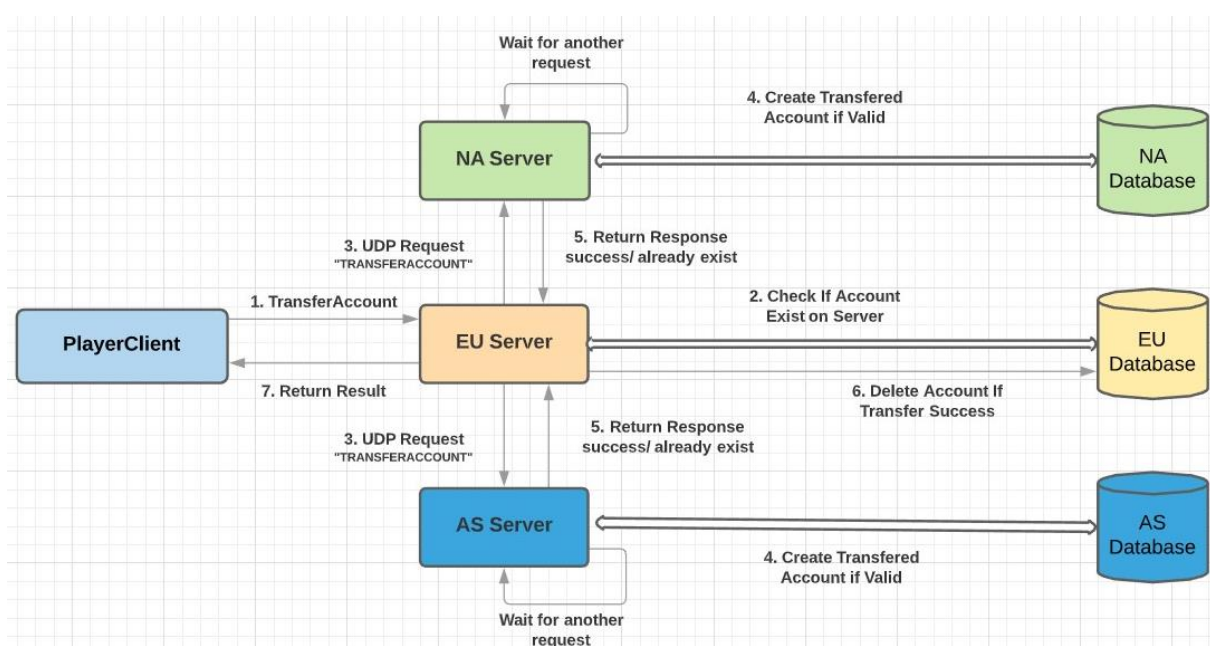 Wait for another
request
4. Create Transfered
Account if Valid
NA Server
NA
Database
3. UDP Request
"TRANSFERACCOUNT"
5. Return Response
success/ already exist
1. TransferAccount
2. Check If Account
Exist on Server
PlayerClient
EU Server
EU
Database
7. Return Result
6. Delete Account If
Transfer Success
3. UDP Request
"TRANSFERACCOUNT"
5. Return Response
success/ already exist
AS Server
AS
Database
4. Create Transfered
Account if Valid
Wait for another
request